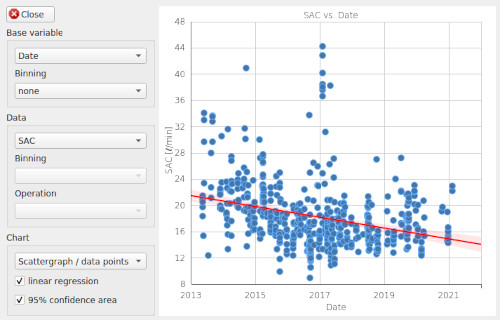 Close
Base variable
Date
Binning
none
Data
SAC
Binning
Operation
Chart
Scattergraph / data points
linear regression
95% confidence area
SAC vs. Date
SAC [ℓ/min]
48
44
40
36
32
28
24
20
16
12
8
2013
2015
2017
2019
2021
Date